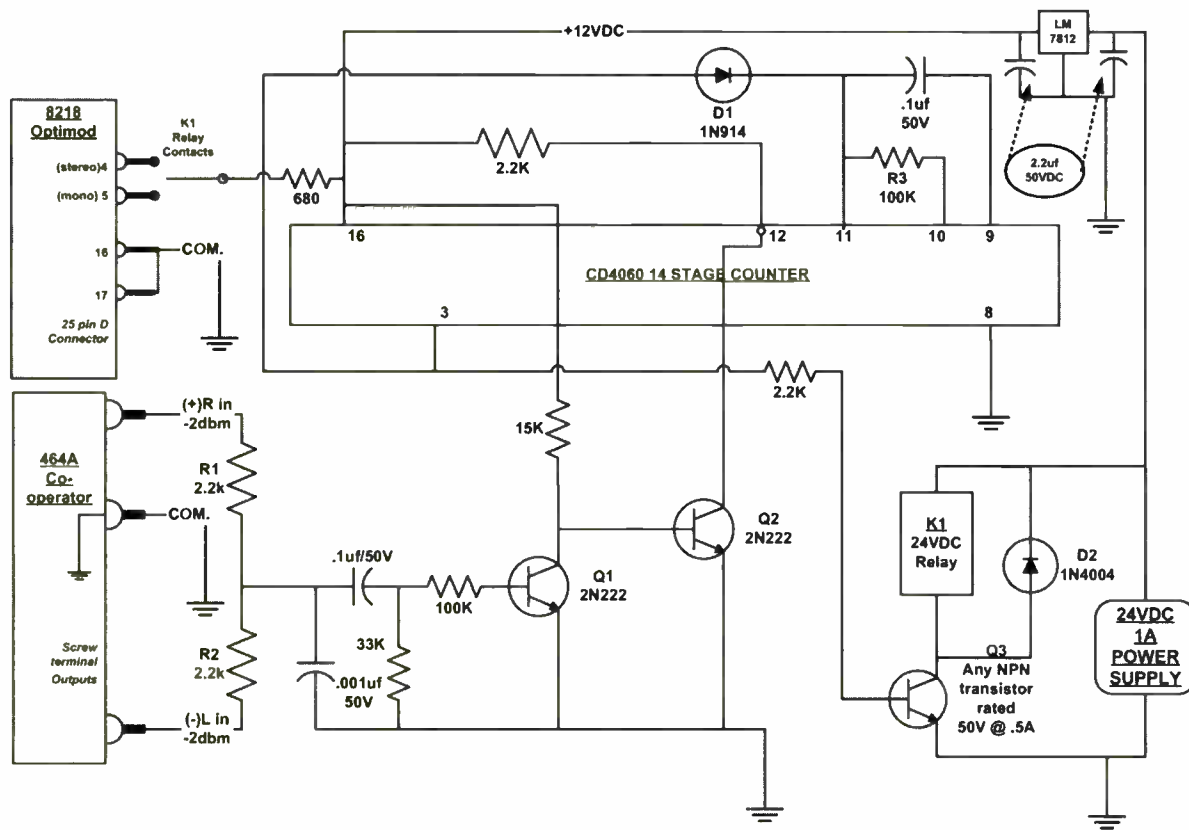 +12VDC
LM
7812
8218
Optimod
K1
Relay
Contacts
(stereo)4
(mono) 5
16
17
COM.
25 pin D
Connector
680
2.2K
D1
1N914
.1uf
50V
R3
100K
2.2uf
50VDC
16
12
11
10
9
CD4060 14 STAGE COUNTER
3
8
2.2K
464A
Co-
operator
(+)R in
-2dbm
R1
2.2k
COM.
R2
2.2k
Screw
terminal
Outputs
(-)L in
-2dbm
.1uf/50V
100K
33K
.001uf
50V
15K
Q1
2N222
Q2
2N222
K1
24VDC
Relay
D2
1N4004
Q3
Any NPN
transistor
rated
50V @ .5A
24VDC
1A
POWER
SUPPLY